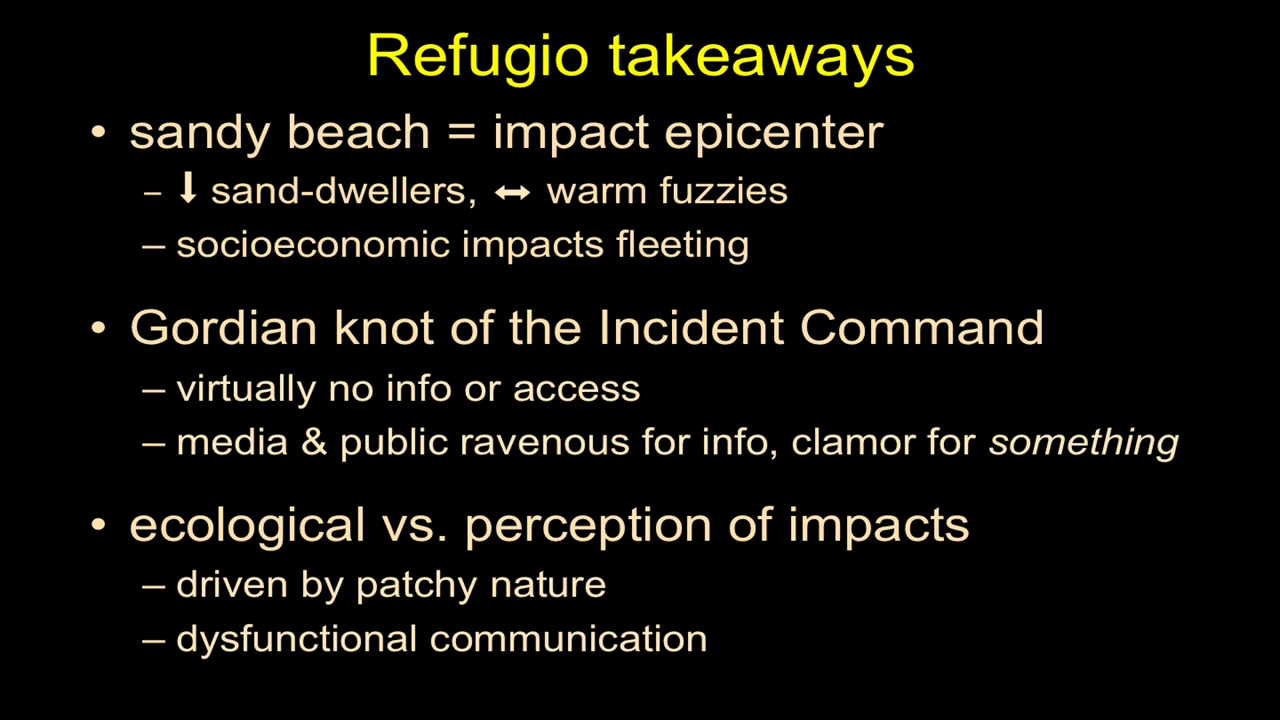 Refugio takeaways
• sandy beach = impact epicenter
– ⬇ sand-dwellers, ↔ warm fuzzies
– socioeconomic impacts fleeting
• Gordian knot of the Incident Command
– virtually no info or access
– media & public ravenous for info, clamor for something
• ecological vs. perception of impacts
– driven by patchy nature
– dysfunctional communication